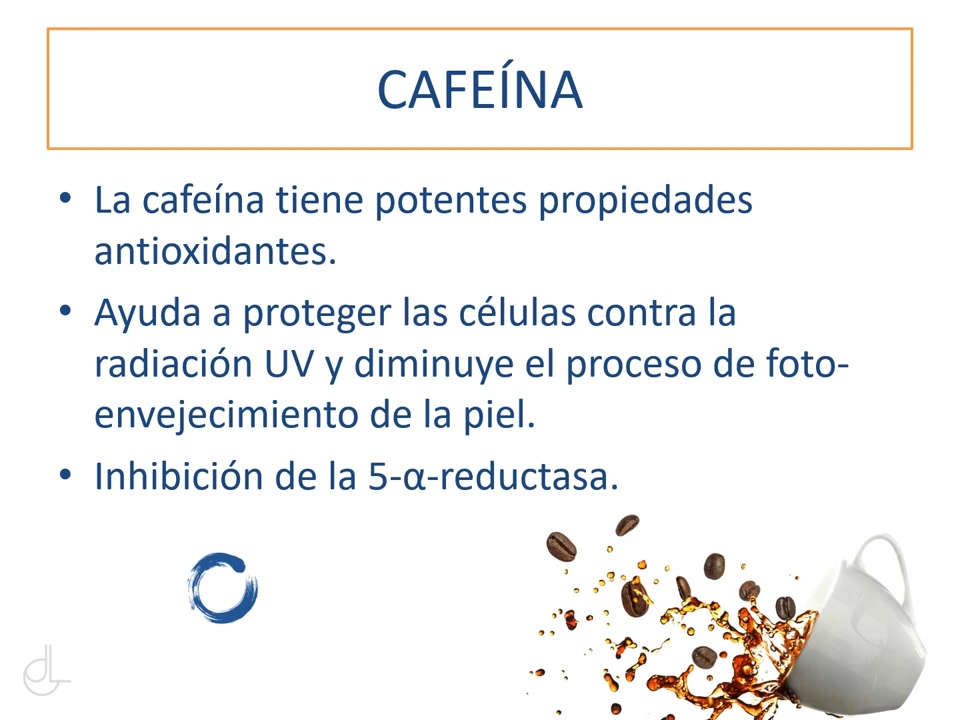 CAFEÍNA
• La cafeína tiene potentes propiedades
antioxidantes.
• Ayuda a proteger las células contra la
radiación UV y diminuye el proceso de foto-
envejecimiento de la piel.
• Inhibición de la 5-α-reductasa.